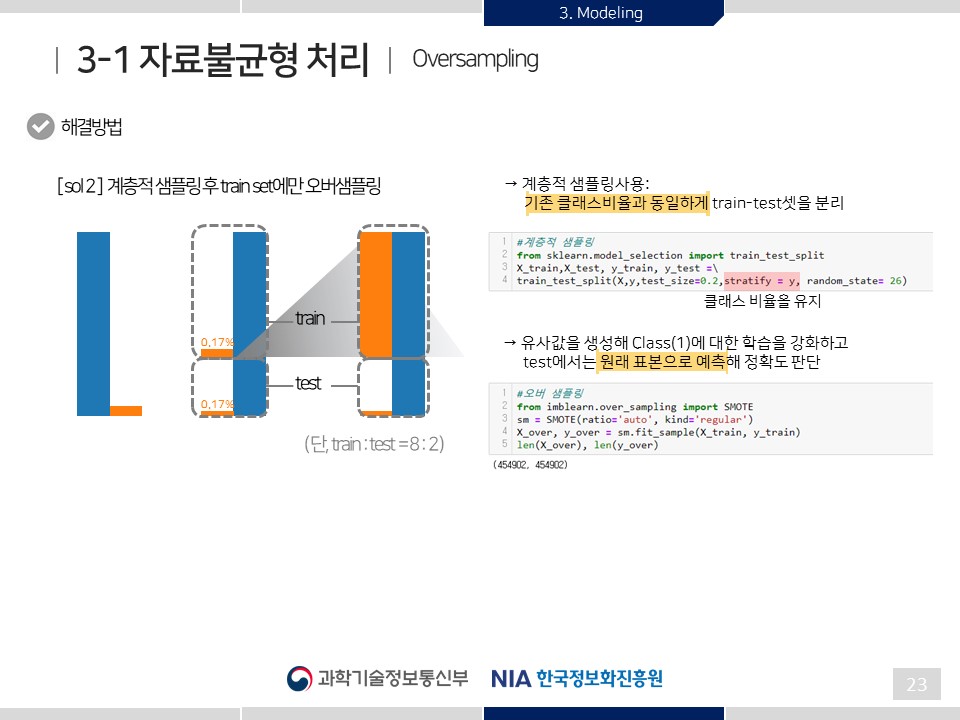 3. Modeling
3-1 자료불균형 처리
Oversampling
해결방법
[ sol 2 ] 계층적 샘플링 후 train set에만 오버샘플링
0.17%
train
0.17%
test
(단, train : test = 8 : 2)
→ 계층적 샘플링사용:
기존 클래스비율과 동일하게 train-test셋을 분리
1 #계층적 샘플링
2 from sklearn.model_selection import train_test_split
3 X_train,X_test, y_train, y_test =\
4 train_test_split(X,y,test_size=0.2,stratify = y, random_state= 26)
클래스 비율을 유지
→ 유사값을 생성해 Class(1)에 대한 학습을 강화하고
test에서는 원래 표본으로 예측해 정확도 판단
1 #오버 샘플링
2 from imblearn.over_sampling import SMOTE
3 sm = SMOTE(ratio='auto', kind='regular')
4 X_over, y_over = sm.fit_sample(X_train, y_train)
5 len(X_over), len(y_over)
(454902, 454902)
과학기술정보통신부
NIA 한국정보화진흥원
23